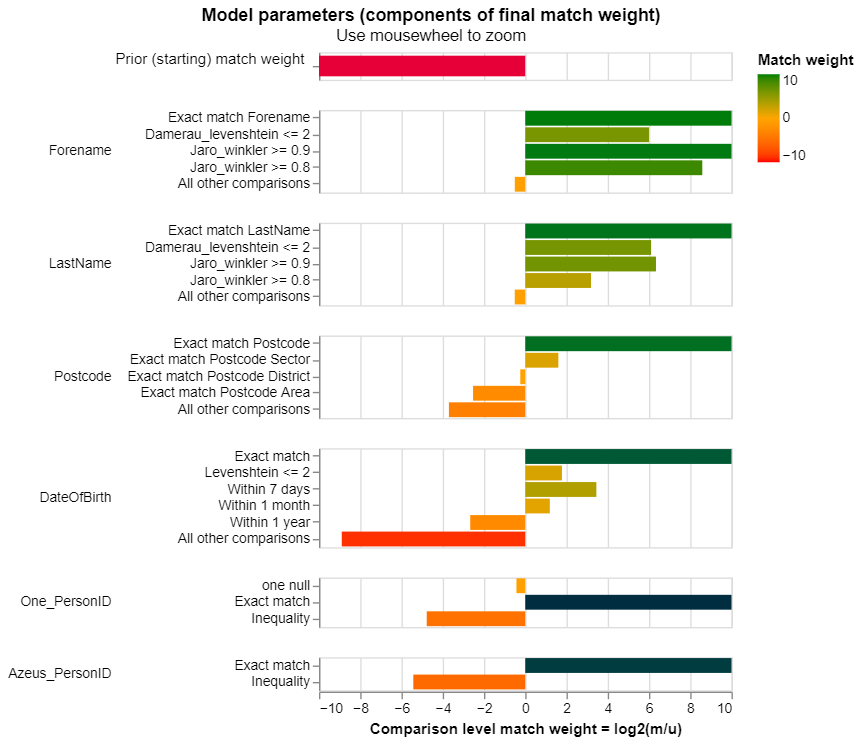 Model parameters (components of final match weight)
Use mousewheel to zoom
Prior (starting) match weight
Match weight
10
0
−10
Forename
Exact match Forename
Damerau_levenshtein <= 2
Jaro_winkler >= 0.9
Jaro_winkler >= 0.8
All other comparisons
LastName
Exact match LastName
Damerau_levenshtein <= 2
Jaro_winkler >= 0.9
Jaro_winkler >= 0.8
All other comparisons
Postcode
Exact match Postcode
Exact match Postcode Sector
Exact match Postcode District
Exact match Postcode Area
All other comparisons
DateOfBirth
Exact match
Levenshtein <= 2
Within 7 days
Within 1 month
Within 1 year
All other comparisons
One_PersonID
one null
Exact match
Inequality
Azeus_PersonID
Exact match
Inequality
−10 −8 −6 −4 −2 0 2 4 6 8 10
Comparison level match weight = log2(m/u)